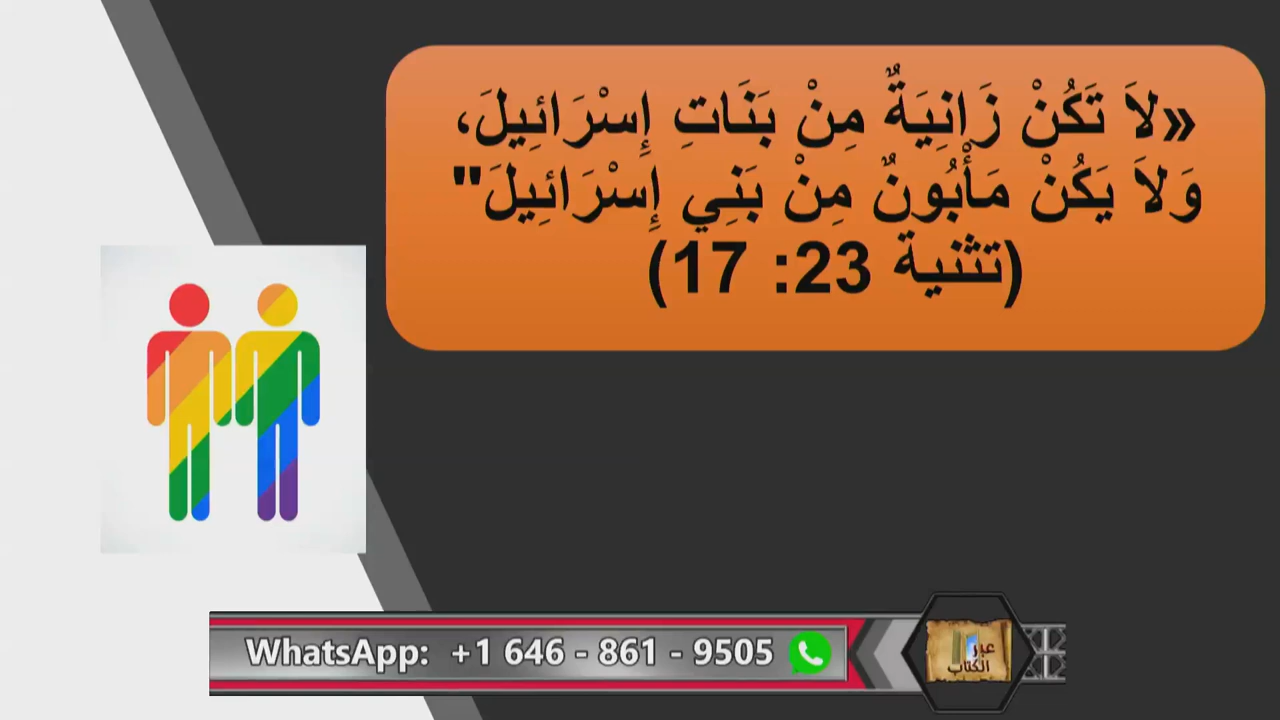 «لاَ تَكُنْ زَانِيَةٌ مِنْ بَنَاتِ إِسْرَائِيلَ،
وَلاَ يَكُنْ مَأْبُونٌ مِنْ بَنِي إِسْرَائِيلَ"
(تثنية 23: 17)
WhatsApp: +1 646 - 861 - 9505
عبر
الكتاب